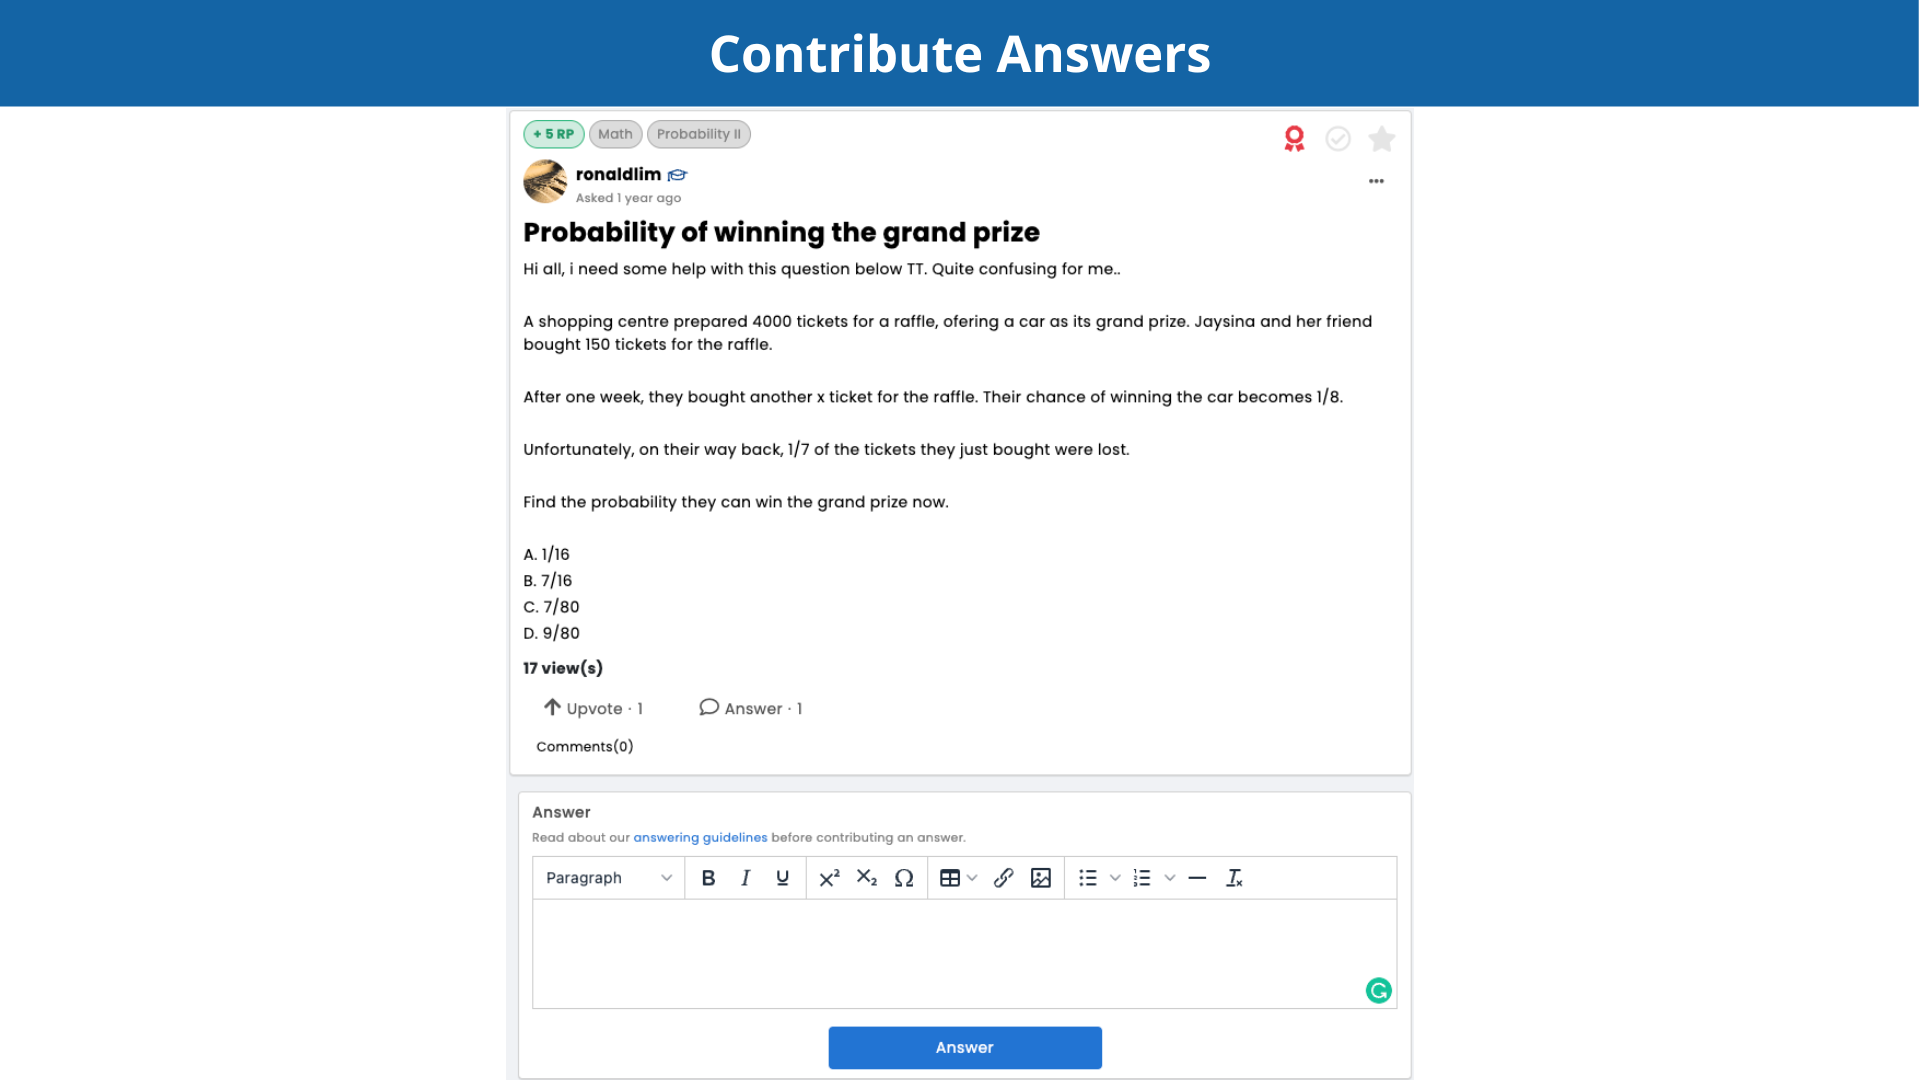 Contribute Answers
+ 5 RP
Math
Probability II
ronaldlim
Asked 1 year ago
Probability of winning the grand prize
Hi all, i need some help with this question below TT. Quite confusing for me..
A shopping centre prepared 4000 tickets for a raffle, ofering a car as its grand prize. Jaysina and her friend
bought 150 tickets for the raffle.
After one week, they bought another x ticket for the raffle. Their chance of winning the car becomes 1/8.
Unfortunately, on their way back, 1/7 of the tickets they just bought were lost.
Find the probability they can win the grand prize now.
A. 1/16
B. 7/16
C. 7/80
D. 9/80
17 view(s)
Upvote · 1
Answer · 1
Comments(0)
Answer
Read about our answering guidelines before contributing an answer.
Paragraph
Answer